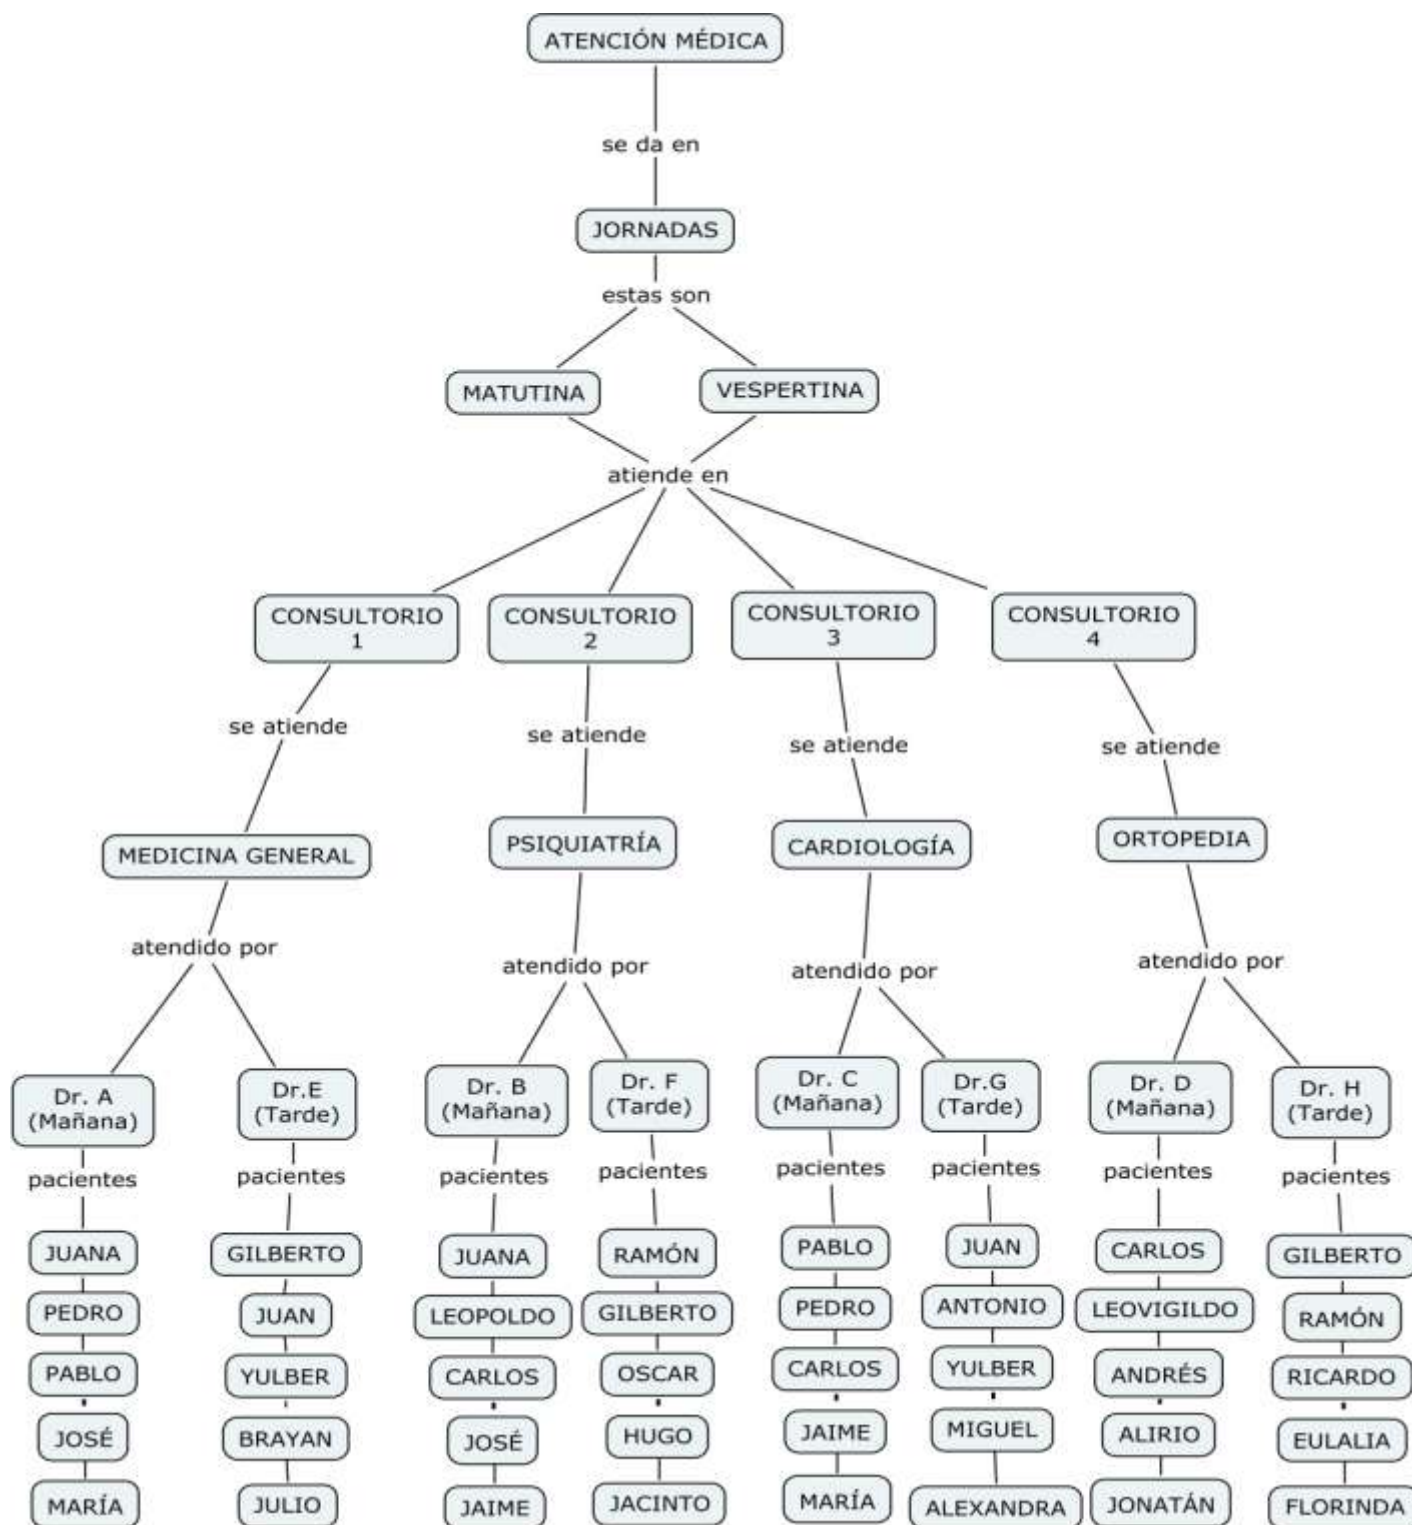 ATENCIÓN MÉDICA
se da en
JORNADAS
estas son
MATUTINA
VESPERTINA
atiende en
CONSULTORIO
1
CONSULTORIO
2
CONSULTORIO
3
CONSULTORIO
4
se atiende
se atiende
se atiende
se atiende
MEDICINA GENERAL
PSIQUIATRÍA
CARDIOLOGÍA
ORTOPEDIA
atendido por
atendido por
atendido por
atendido por
Dr. A
(Mañana)
pacientes
JUANA
PEDRO
PABLO
JOSÉ
MARÍA
Dr.E
(Tarde)
pacientes
GILBERTO
JUAN
YULBER
BRAYAN
JULIO
Dr. B
(Mañana)
pacientes
JUANA
LEOPOLDO
CARLOS
JOSÉ
JAIME
Dr. F
(Tarde)
pacientes
RAMÓN
GILBERTO
OSCAR
HUGO
JACINTO
Dr. C
(Mañana)
pacientes
PABLO
PEDRO
CARLOS
JAIME
MARÍA
Dr.G
(Tarde)
pacientes
JUAN
ANTONIO
YULBER
MIGUEL
ALEXANDRA
Dr. D
(Mañana)
pacientes
CARLOS
LEOVIGILDO
ANDRÉS
ALIRIO
JONATÁN
Dr. H
(Tarde)
pacientes
GILBERTO
RAMÓN
RICARDO
EULALIA
FLORINDA